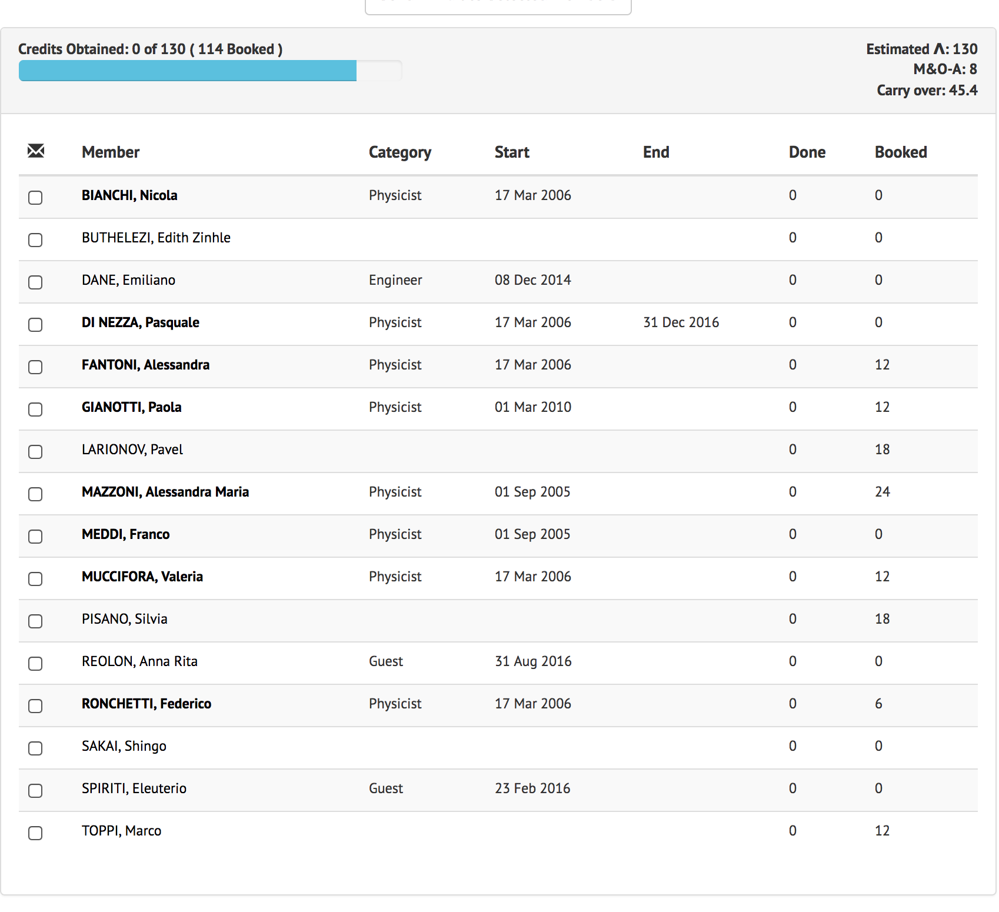 Credits Obtained: 0 of 130 ( 114 Booked )
Estimated Λ: 130
M&O-A: 8
Carry over: 45.4
Member Category Start End Done Booked
BIANCHI, Nicola Physicist 17 Mar 2006 0 0
BUTHELEZI, Edith Zinhle 0 0
DANE, Emiliano Engineer 08 Dec 2014 0 0
DI NEZZA, Pasquale Physicist 17 Mar 2006 31 Dec 2016 0 0
FANTONI, Alessandra Physicist 17 Mar 2006 0 12
GIANOTTI, Paola Physicist 01 Mar 2010 0 12
LARIONOV, Pavel 0 18
MAZZONI, Alessandra Maria Physicist 01 Sep 2005 0 24
MEDDI, Franco Physicist 01 Sep 2005 0 0
MUCCIFORA, Valeria Physicist 17 Mar 2006 0 12
PISANO, Silvia 0 18
REOLON, Anna Rita Guest 31 Aug 2016 0 0
RONCHETTI, Federico Physicist 17 Mar 2006 0 6
SAKAI, Shingo 0 0
SPIRITI, Eleuterio Guest 23 Feb 2016 0 0
TOPPI, Marco 0 12